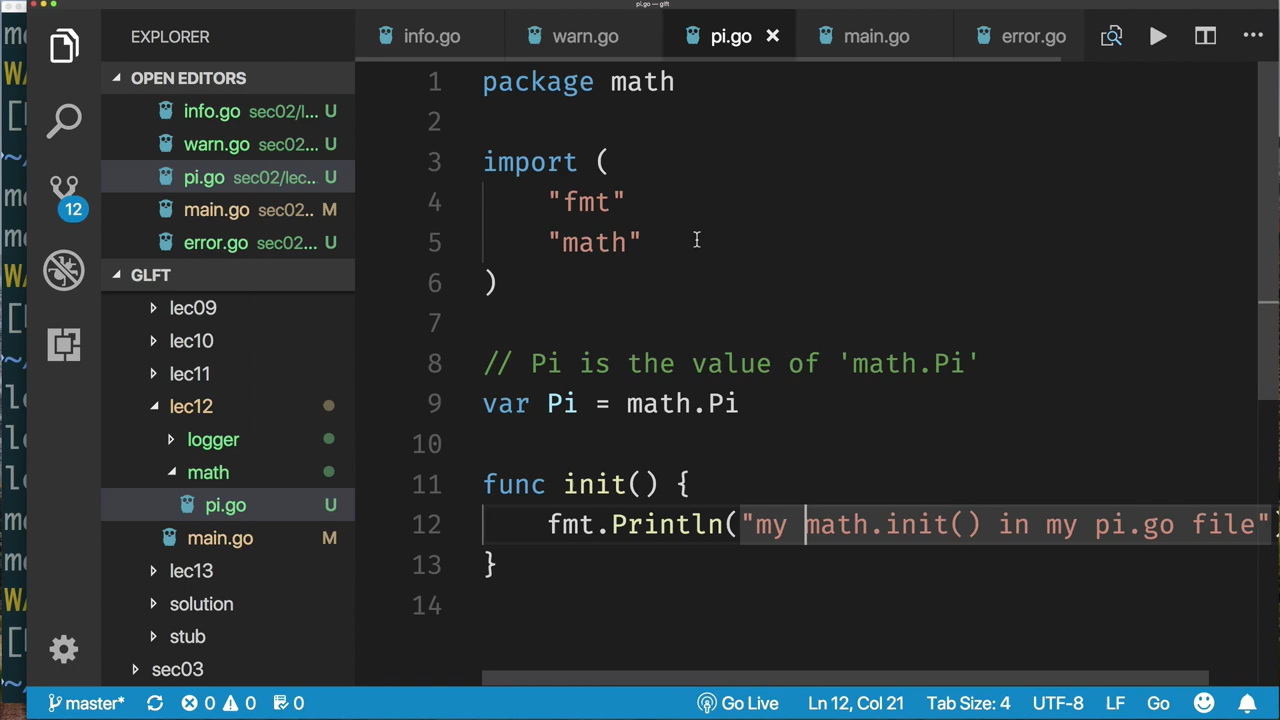 pi.go — glft
EXPLORER
OPEN EDITORS
info.go sec02/l... U
warn.go sec02... U
pi.go sec02/lec... U
main.go sec02.. M
error.go sec02... U
12
GLFT
lec09
lec10
lec11
lec12
logger
math
pi.go U
main.go M
lec13
solution
stub
sec03
info.go
warn.go
pi.go
main.go
error.go
1 package math
2
3 import (
4 "fmt"
5 "math"
6 )
7
8 // Pi is the value of 'math.Pi'
9 var Pi = math.Pi
10
11 func init() {
12 fmt.Println("my math.init() in my pi.go file")
13 }
14
master*
0
0
0
Go Live
Ln 12, Col 21
Tab Size: 4
UTF-8
LF
Go